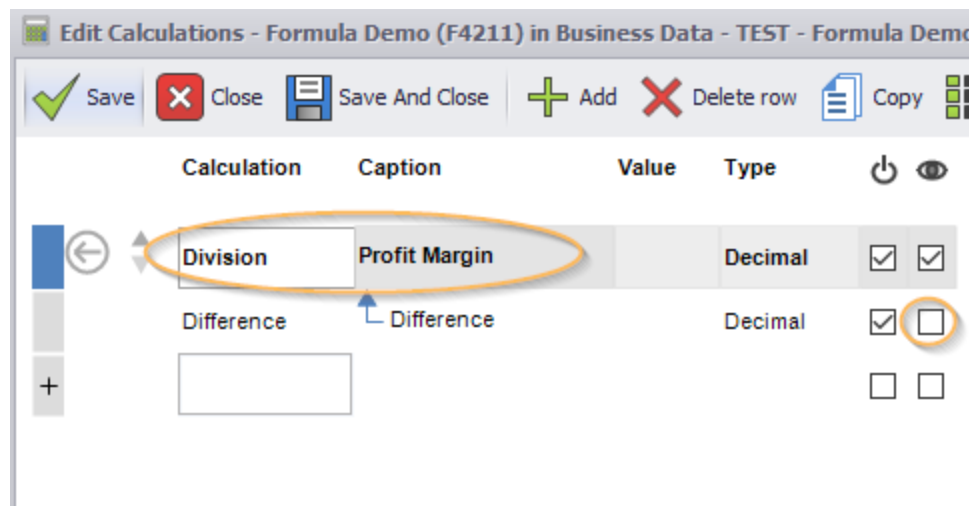 Edit Calculations - Formula Demo (F4211) in Business Data - TEST - Formula Demo
Save Close Save And Close Add Delete row Copy
Calculation Caption Value Type
Division Profit Margin Decimal
Difference Difference Decimal
+